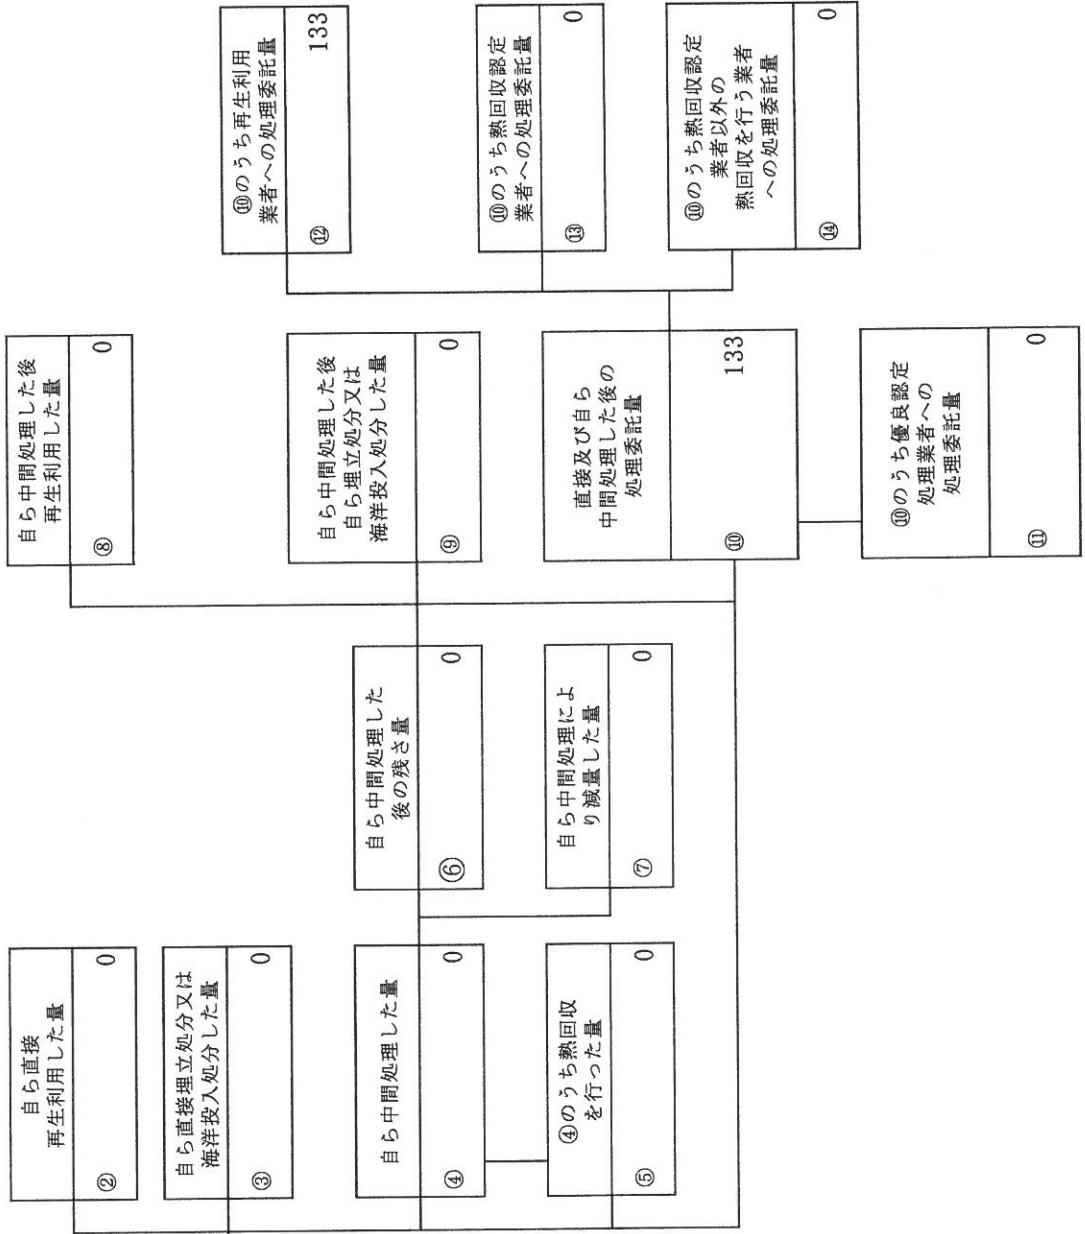 自ら直接
再生利用した量
② 0
自ら直接埋立処分又は
海洋投入処分した量
③ 0
自ら中間処理した量
④ 0
④のうち熱回収
を行った量
⑤ 0
自ら中間処理した
後の残さ量
⑥ 0
自ら中間処理によ
り減量した量
⑦ 0
自ら中間処理した後
再生利用した量
⑧ 0
自ら中間処理した後
自ら埋立処分又は
海洋投入処分した量
⑨ 0
直接及び自ら
中間処理した後の
処理委託量
⑩ 133
⑩のうち優良認定
処理業者への
処理委託量
⑪ 0
⑩のうち再生利用
業者への処理委託量
⑫ 133
⑩のうち熱回収認定
業者への処理委託量
⑬ 0
⑩のうち熱回収認定
業者以外の
熱回収を行う業者
への処理委託量
⑭ 0